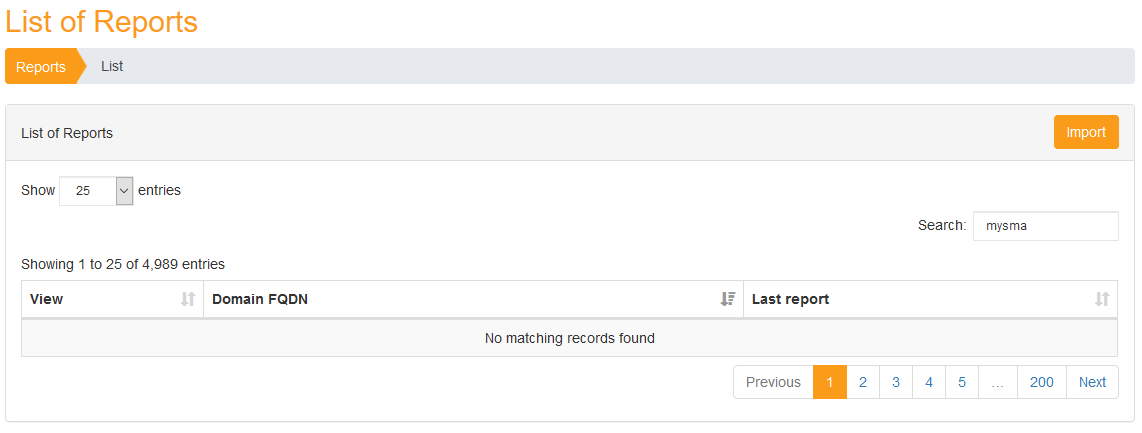 List of Reports
Reports List
List of Reports Import
Show 25 entries
Search: mysma
Showing 1 to 25 of 4,989 entries
View Domain FQDN Last report
No matching records found
Previous 1 2 3 4 5 ... 200 Next